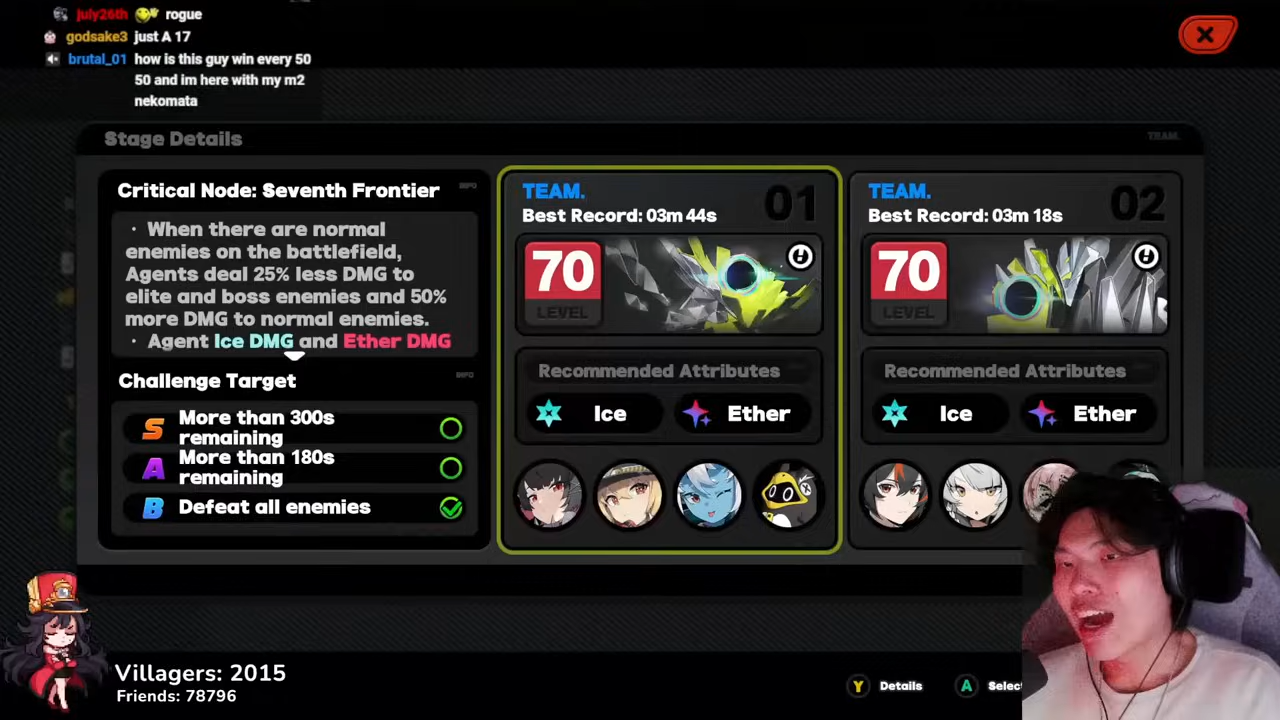 july26th rogue
godsake3 just A 17
brutal_01 how is this guy win every 50
50 and im here with my m2
nekomata
Stage Details
TEAM.
Critical Node: Seventh Frontier
INFO
· When there are normal
enemies on the battlefield,
Agents deal 25% less DMG to
elite and boss enemies and 50%
more DMG to normal enemies.
· Agent Ice DMG and Ether DMG
Challenge Target
INFO
S More than 300s
remaining
A More than 180s
remaining
B Defeat all enemies
TEAM. 01
Best Record: 03m 44s
70
LEVEL
Recommended Attributes
Ice Ether
TEAM. 02
Best Record: 03m 18s
70
LEVEL
Recommended Attributes
Ice Ether
Villagers: 2015
Friends: 78796
Y Details A Selec